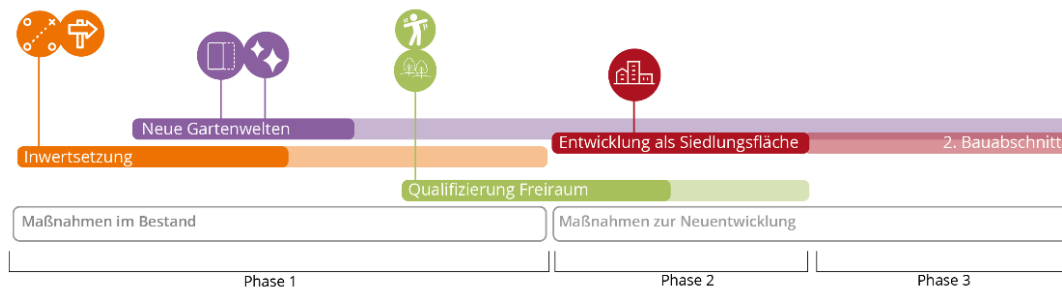 Neue Gartenwelten
Entwicklung als Siedlungsfläche
2. Bauabschnitt
Inwertsetzung
Qualifizierung Freiraum
Maßnahmen im Bestand
Maßnahmen zur Neuentwicklung
Phase 1
Phase 2
Phase 3